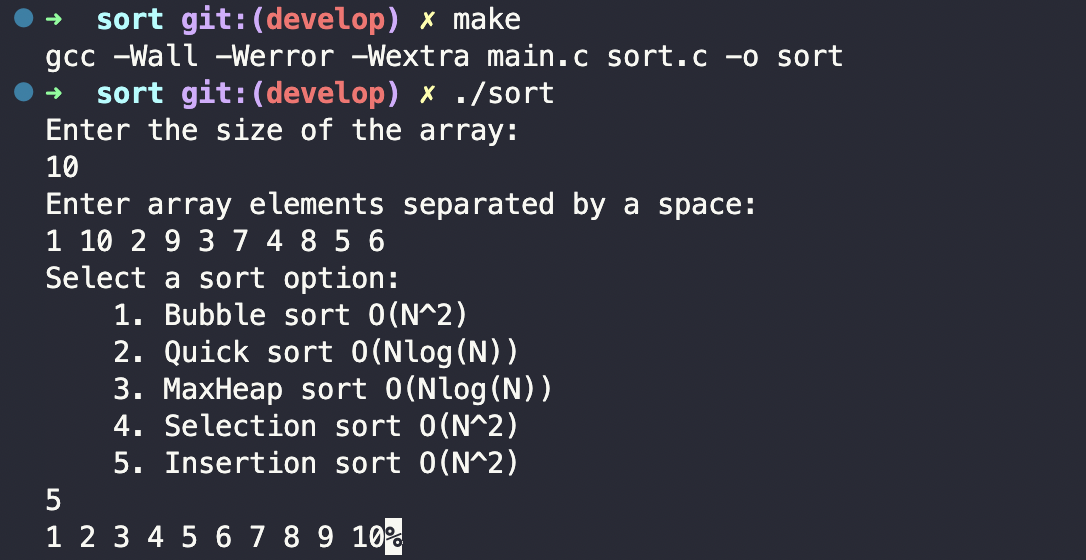 ➜  sort git:(develop) ✗ make
gcc -Wall -Werror -Wextra main.c sort.c -o sort
➜  sort git:(develop) ✗ ./sort
Enter the size of the array:
10
Enter array elements separated by a space:
1 10 2 9 3 7 4 8 5 6
Select a sort option:
    1. Bubble sort O(N^2)
    2. Quick sort O(Nlog(N))
    3. MaxHeap sort O(Nlog(N))
    4. Selection sort O(N^2)
    5. Insertion sort O(N^2)
5
1 2 3 4 5 6 7 8 9 10%